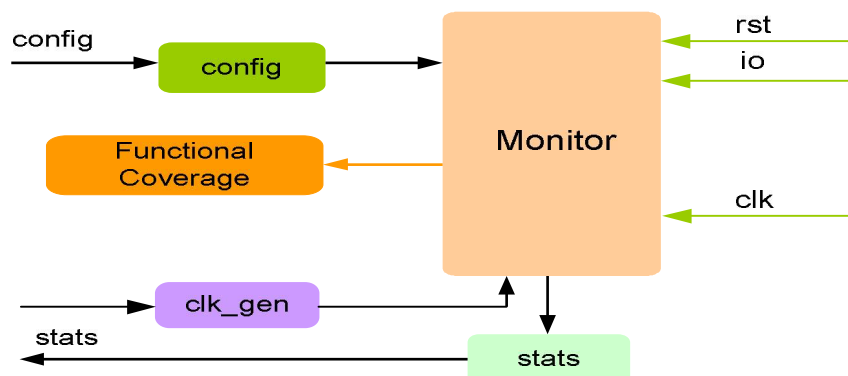 config
config
rst
io
Functional
Coverage
Monitor
clk
clk_gen
stats
stats